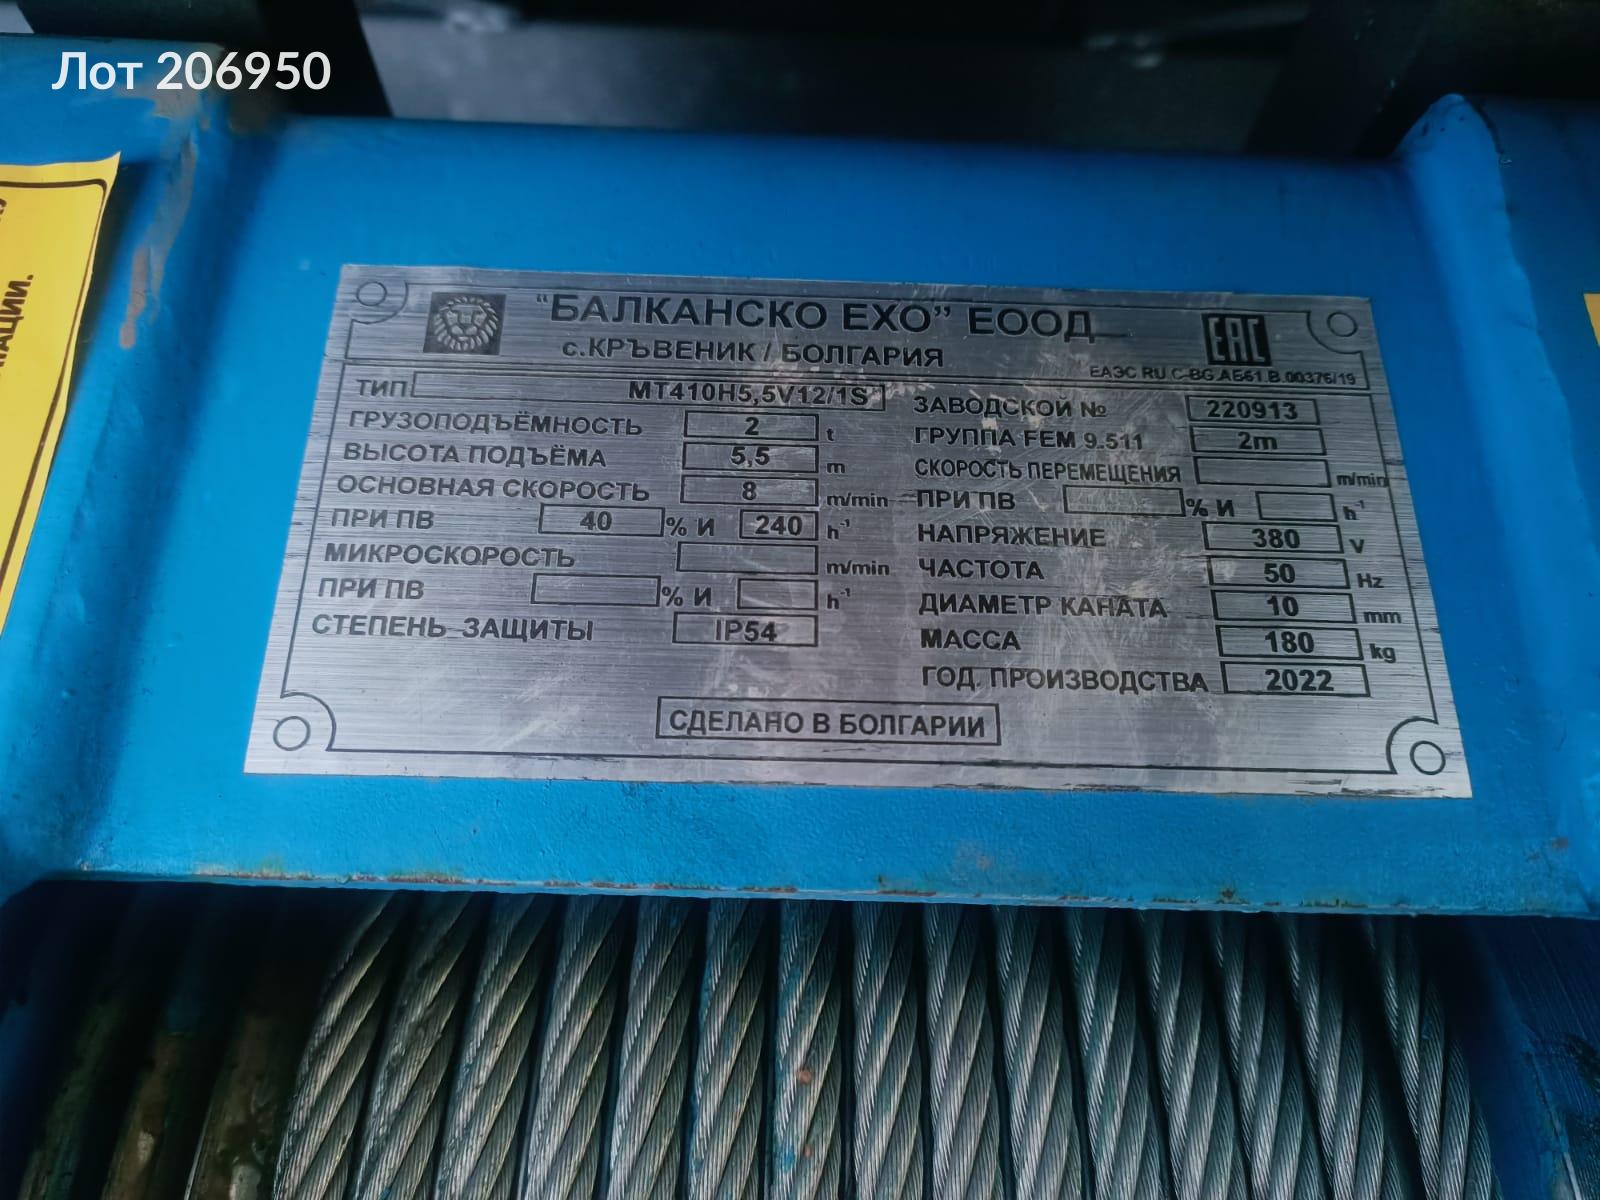 Лот 206950
АЦИИ.
"БАЛКАНСКО ЕХО" ЕООД
с.КРЪВЕНИК / БОЛГАРИЯ
EAC
ЕАЭС RU С-BG.АБ61.В.00376/19
ТИП МТ410Н5,5V12/1S
ГРУЗОПОДЪЁМНОСТЬ 2 t
ВЫСОТА ПОДЪЁМА 5,5 m
ОСНОВНАЯ СКОРОСТЬ 8 m/min
ПРИ ПВ 40 % И 240 h⁻¹
МИКРОСКОРОСТЬ m/min
ПРИ ПВ % И h⁻¹
СТЕПЕНЬ ЗАЩИТЫ IP54
ЗАВОДСКОЙ № 220913
ГРУППА FEM 9.511 2m
СКОРОСТЬ ПЕРЕМЕЩЕНИЯ m/min
ПРИ ПВ % И h⁻¹
НАПРЯЖЕНИЕ 380 V
ЧАСТОТА 50 Hz
ДИАМЕТР КАНАТА 10 mm
МАССА 180 kg
ГОД. ПРОИЗВОДСТВА 2022
СДЕЛАНО В БОЛГАРИИ